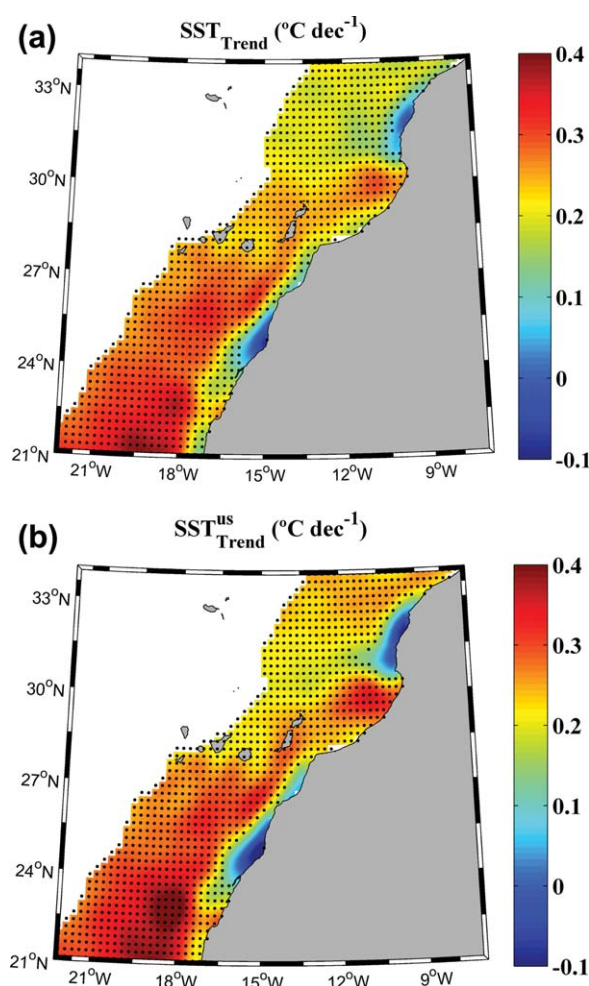 (a)
SST_Trend (ºC dec⁻¹)
33°N
30°N
27°N
24°N
21°N
21°W
18°W
15°W
12°W
9°W
0.4
0.3
0.2
0.1
0
-0.1
(b)
SST^us_Trend (ºC dec⁻¹)
33°N
30°N
27°N
24°N
21°N
21°W
18°W
15°W
12°W
9°W
0.4
0.3
0.2
0.1
0
-0.1